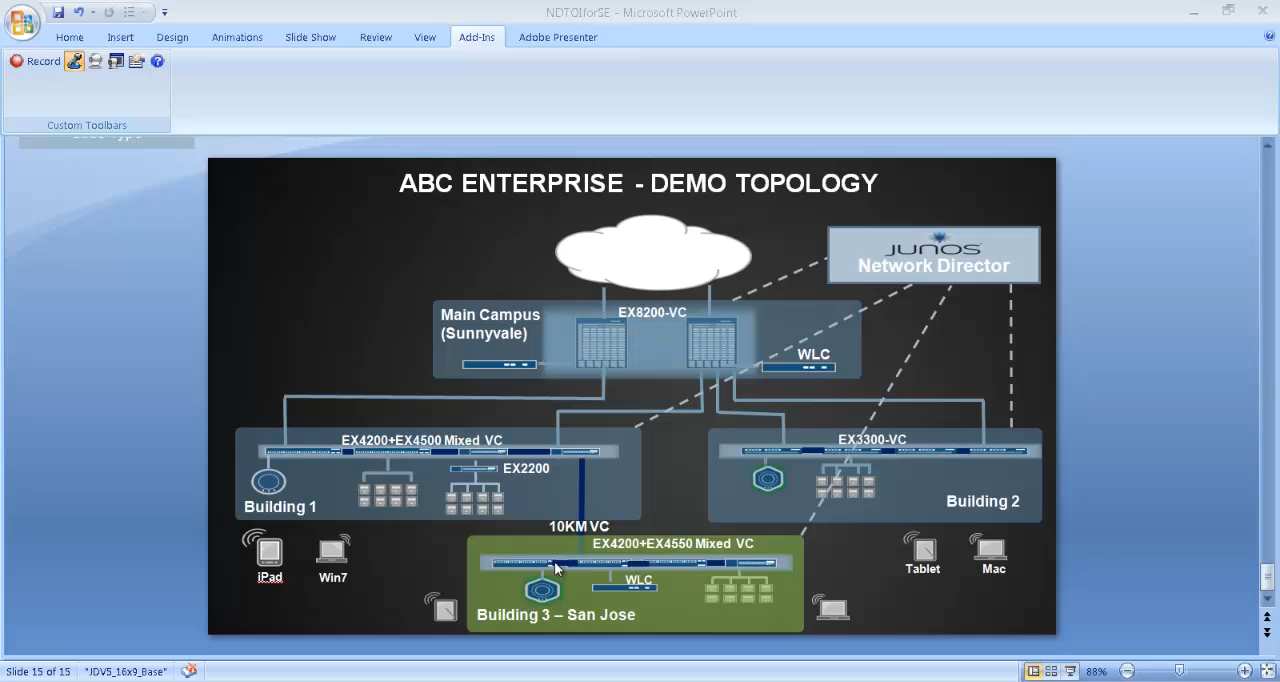 NDTOIforSE - Microsoft PowerPoint
Home Insert Design Animations Slide Show Review View Add-Ins Adobe Presenter
Record
Custom Toolbars
ABC ENTERPRISE - DEMO TOPOLOGY
JUNOS
Network Director
Main Campus
(Sunnyvale)
EX8200-VC
WLC
EX4200+EX4500 Mixed VC
EX2200
Building 1
EX3300-VC
Building 2
10KM VC
EX4200+EX4550 Mixed VC
WLC
Building 3 – San Jose
iPad
Win7
Tablet
Mac
Slide 15 of 15 "JDV5_16x9_Base" 88%